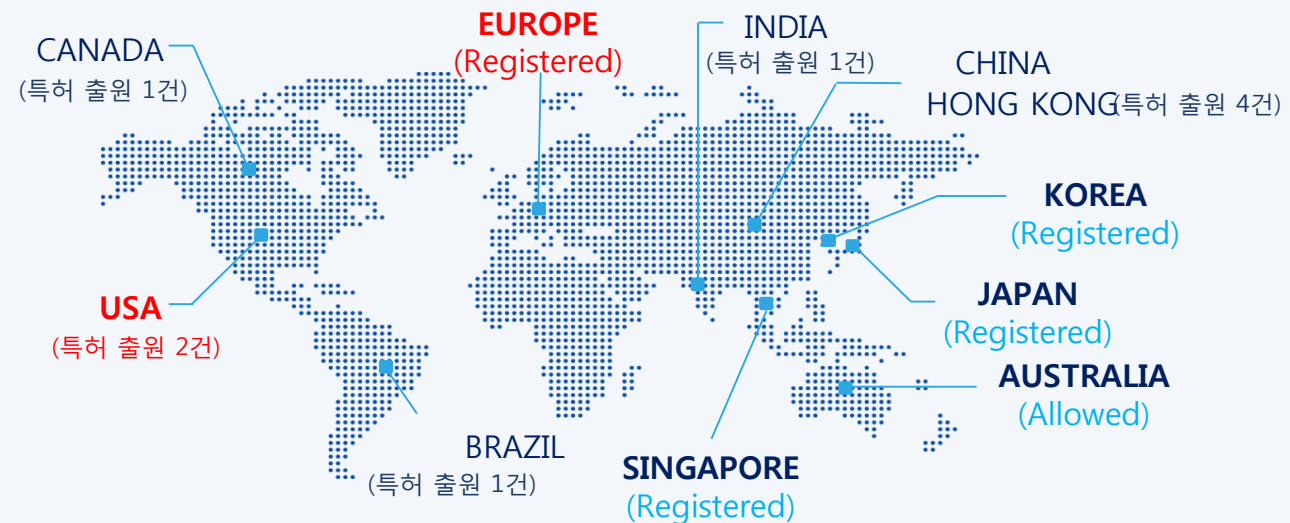 CANADA
(특허 출원 1건)
EUROPE
(Registered)
INDIA
(특허 출원 1건)
CHINA
HONG KONG(특허 출원 4건)
KOREA
(Registered)
USA
(특허 출원 2건)
JAPAN
(Registered)
AUSTRALIA
(Allowed)
BRAZIL
(특허 출원 1건)
SINGAPORE
(Registered)